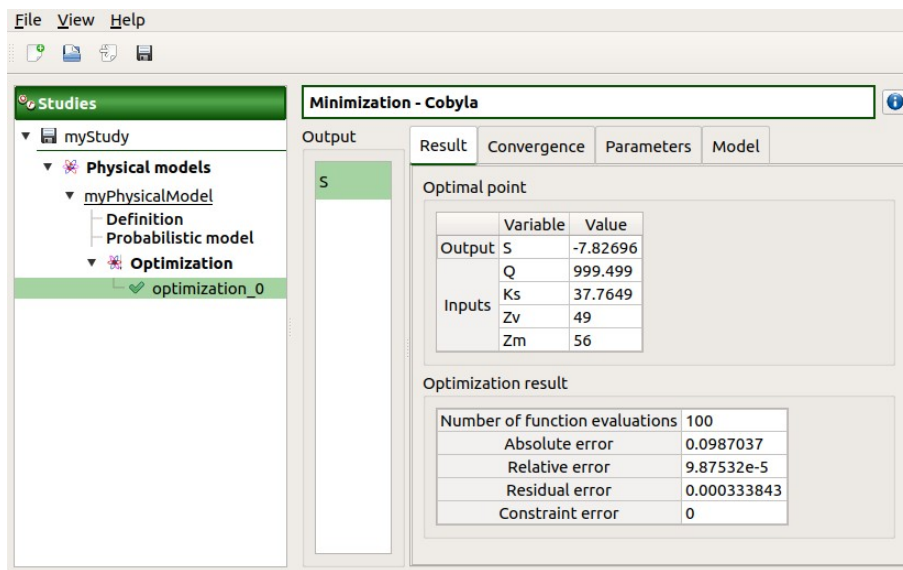 File View Help
Studies
myStudy
Physical models
myPhysicalModel
Definition
Probabilistic model
Optimization
optimization_0
Minimization - Cobyla
Output
S
Result Convergence Parameters Model
Optimal point
Variable Value
Output S -7.82696
Inputs
Q 999.499
Ks 37.7649
Zv 49
Zm 56
Optimization result
Number of function evaluations 100
Absolute error 0.0987037
Relative error 9.87532e-5
Residual error 0.000333843
Constraint error 0